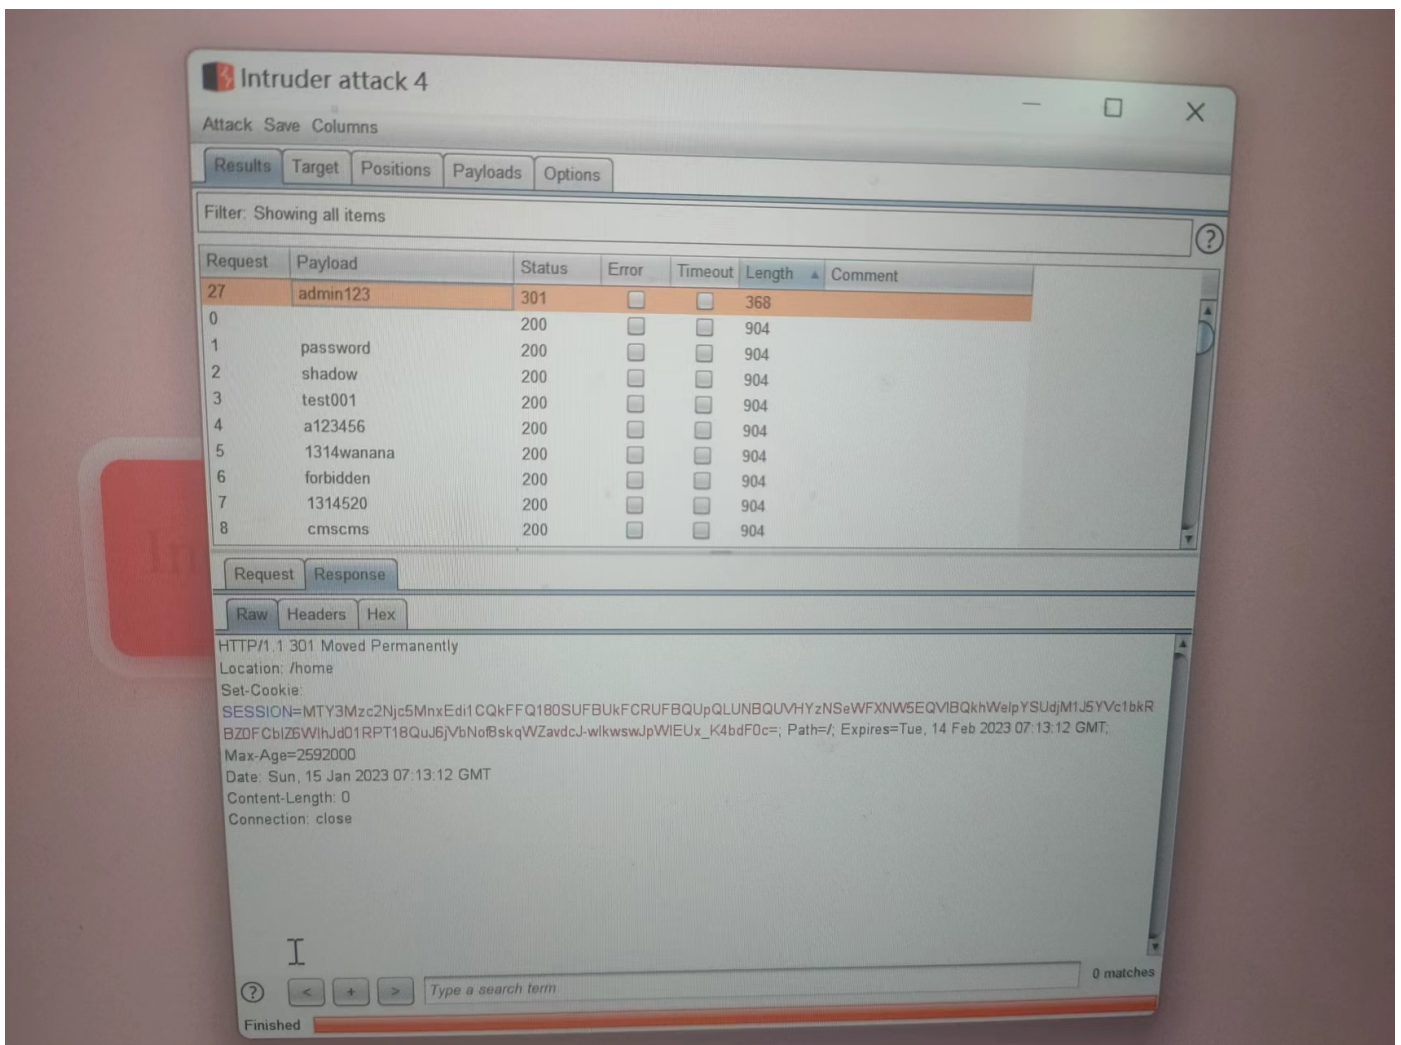 Intruder attack 4
Attack Save Columns
Results Target Positions Payloads Options
Filter: Showing all items
Request Payload Status Error Timeout Length Comment
27 admin123 301 368
0 200 904
1 password 200 904
2 shadow 200 904
3 test001 200 904
4 a123456 200 904
5 1314wanana 200 904
6 forbidden 200 904
7 1314520 200 904
8 cmscms 200 904
Request Response
Raw Headers Hex
HTTP/1.1 301 Moved Permanently
Location: /home
Set-Cookie:
Path=/; Expires=Tue, 14 Feb 2023 07:13:12 GMT;
Max-Age=2592000
Date: Sun, 15 Jan 2023 07:13:12 GMT
Content-Length: 0
Connection: close
? < + > Type a search term 0 matches
Finished